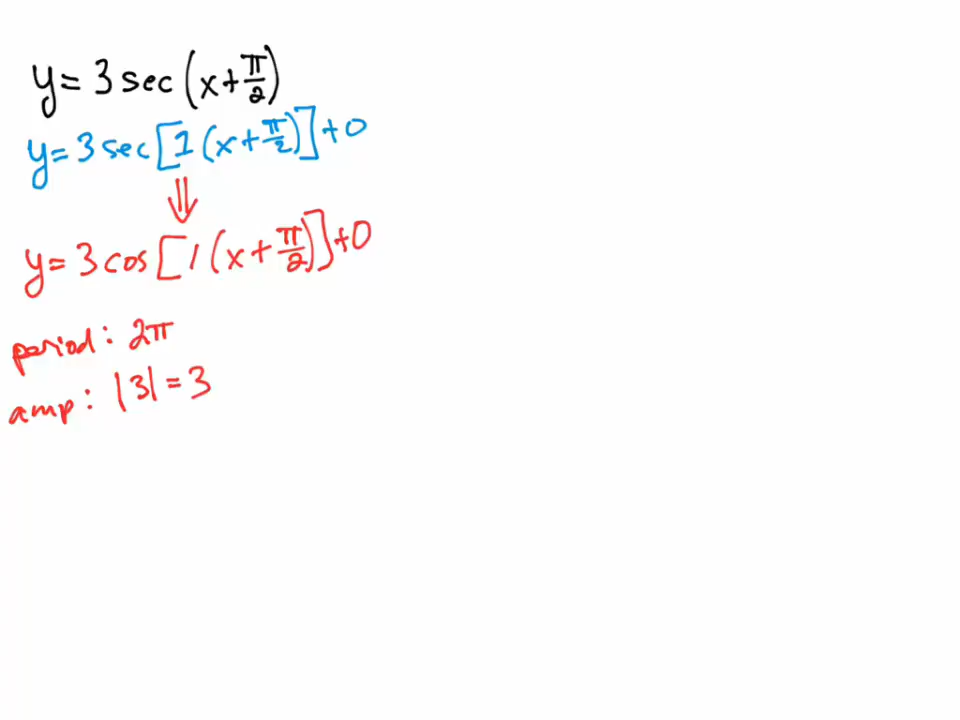 y = 3 sec (x + π/2)
y = 3 sec [1 (x + π/2)] + 0
⇓
y = 3 cos [1 (x + π/2)] + 0
period: 2π
amp: |3| = 3